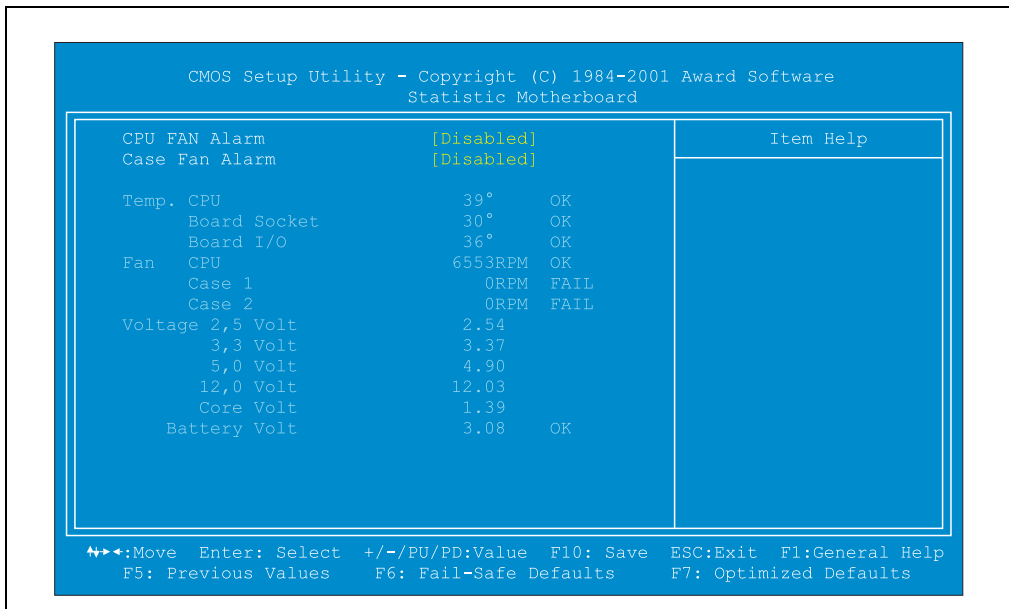 CMOS Setup Utility - Copyright (C) 1984-2001 Award Software
Statistic Motherboard
CPU FAN Alarm [Disabled]
Case Fan Alarm [Disabled]
Item Help
Temp. CPU 39° OK
Board Socket 30° OK
Board I/O 36° OK
Fan CPU 6553RPM OK
Case 1 0RPM FAIL
Case 2 0RPM FAIL
Voltage 2,5 Volt 2.54
3,3 Volt 3.37
5,0 Volt 4.90
12,0 Volt 12.03
Core Volt 1.39
Battery Volt 3.08 OK
:Move Enter: Select +/-/PU/PD:Value F10: Save ESC:Exit F1:General Help
F5: Previous Values F6: Fail-Safe Defaults F7: Optimized Defaults